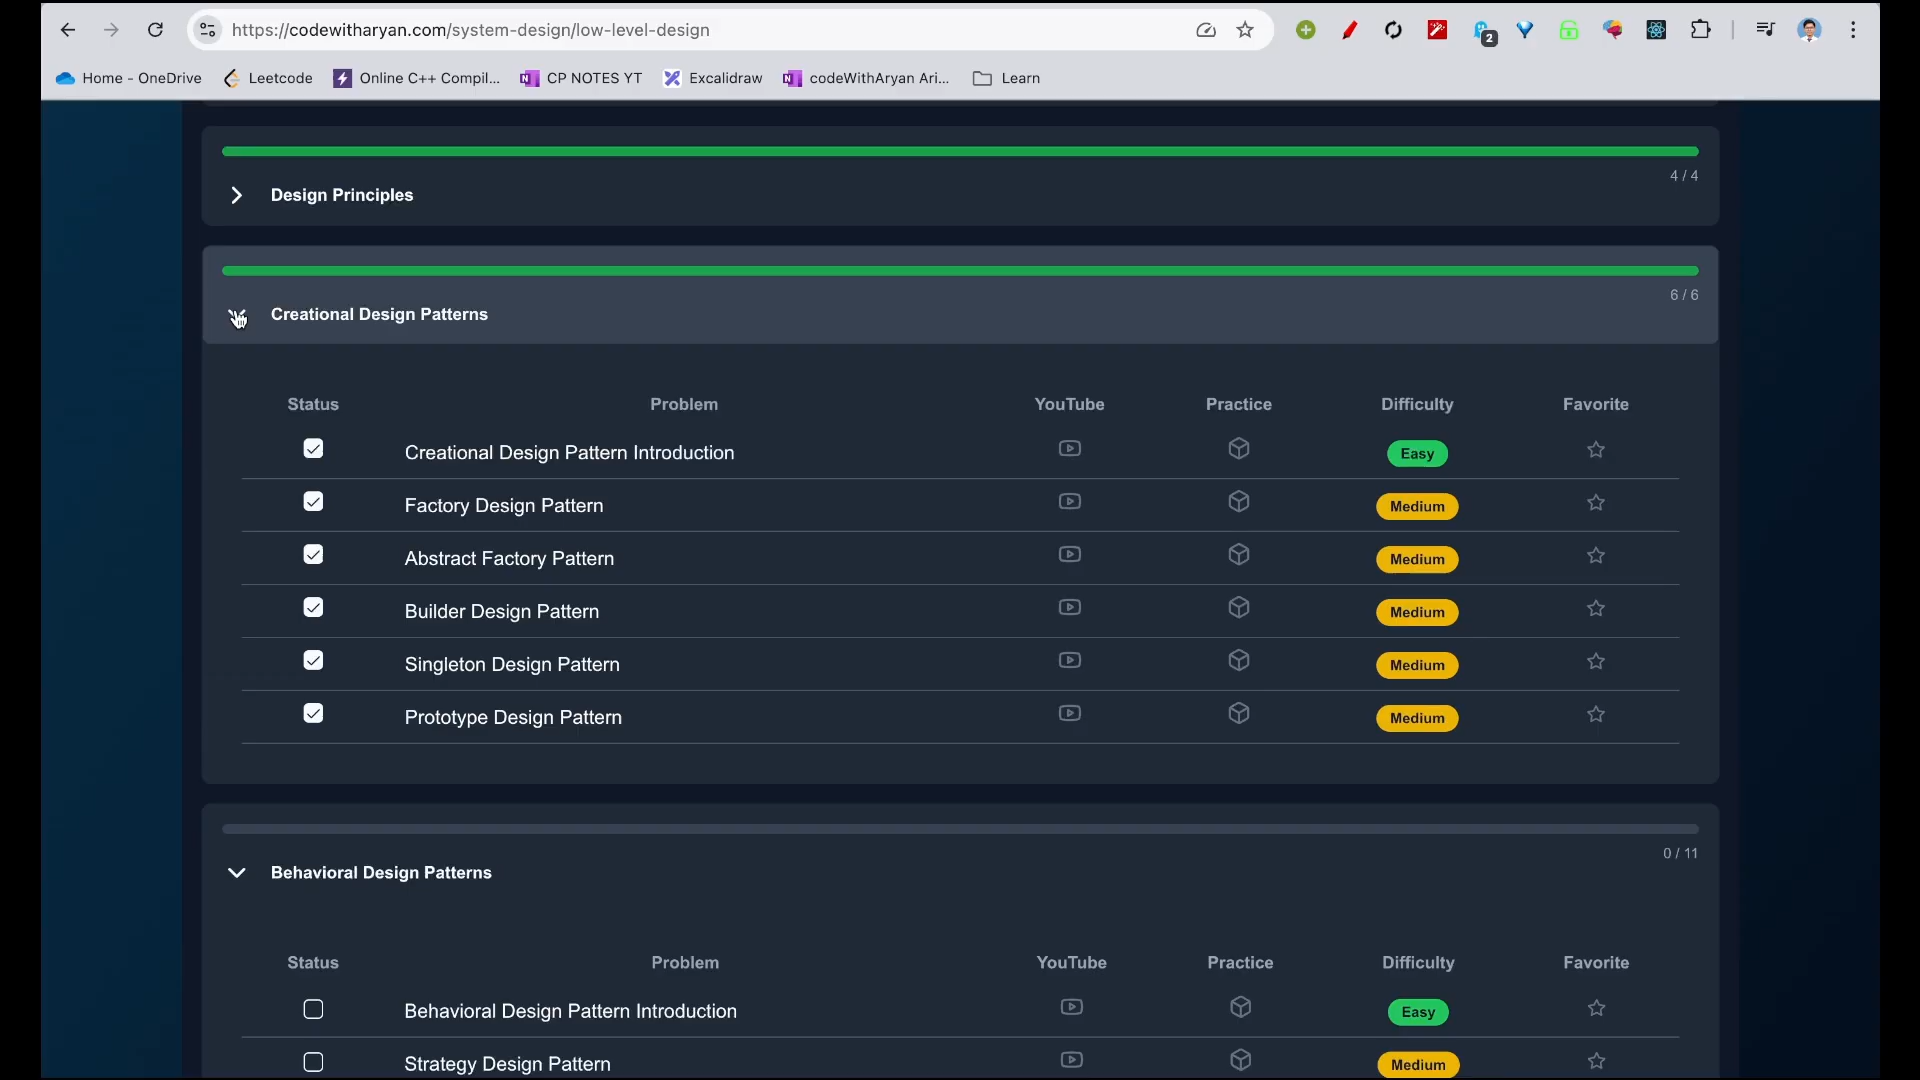 https://codewitharyan.com/system-design/low-level-design
2
Home - OneDrive Leetcode Online C++ Compil... CP NOTES YT Excalidraw codeWithAryan Ari... Learn
4 / 4
Design Principles
6 / 6
Creational Design Patterns
Status Problem YouTube Practice Difficulty Favorite
Creational Design Pattern Introduction Easy
Factory Design Pattern Medium
Abstract Factory Pattern Medium
Builder Design Pattern Medium
Singleton Design Pattern Medium
Prototype Design Pattern Medium
0 / 11
Behavioral Design Patterns
Status Problem YouTube Practice Difficulty Favorite
Behavioral Design Pattern Introduction Easy
Strategy Design Pattern Medium